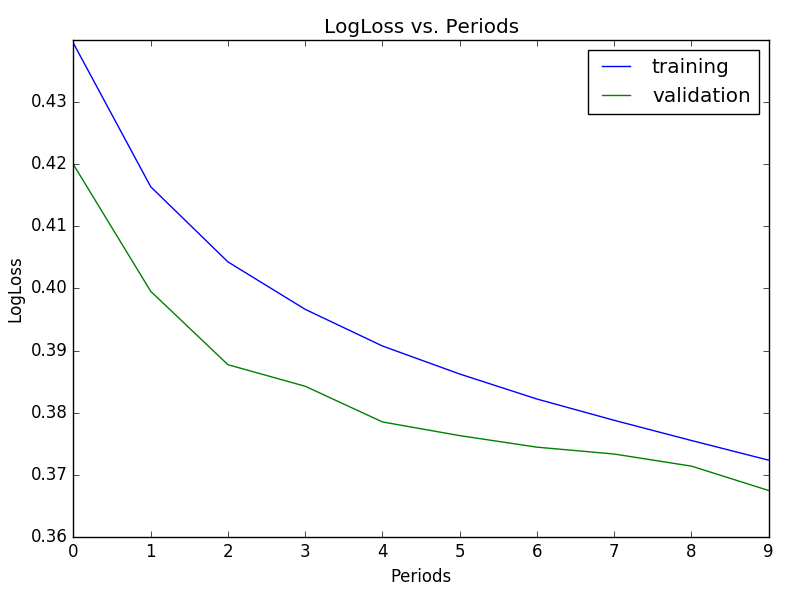 LogLoss vs. Periods
training
validation
LogLoss
0.43
0.42
0.41
0.40
0.39
0.38
0.37
0.36
0 1 2 3 4 5 6 7 8 9
Periods